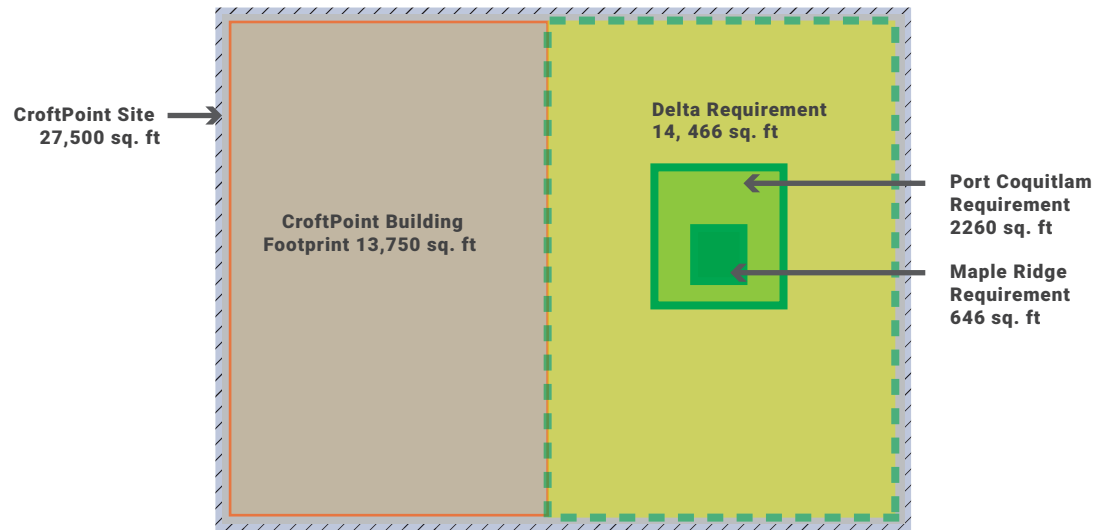 CroftPoint Site
27,500 sq. ft
CroftPoint Building
Footprint 13,750 sq. ft
Delta Requirement
14, 466 sq. ft
Port Coquitlam
Requirement
2260 sq. ft
Maple Ridge
Requirement
646 sq. ft